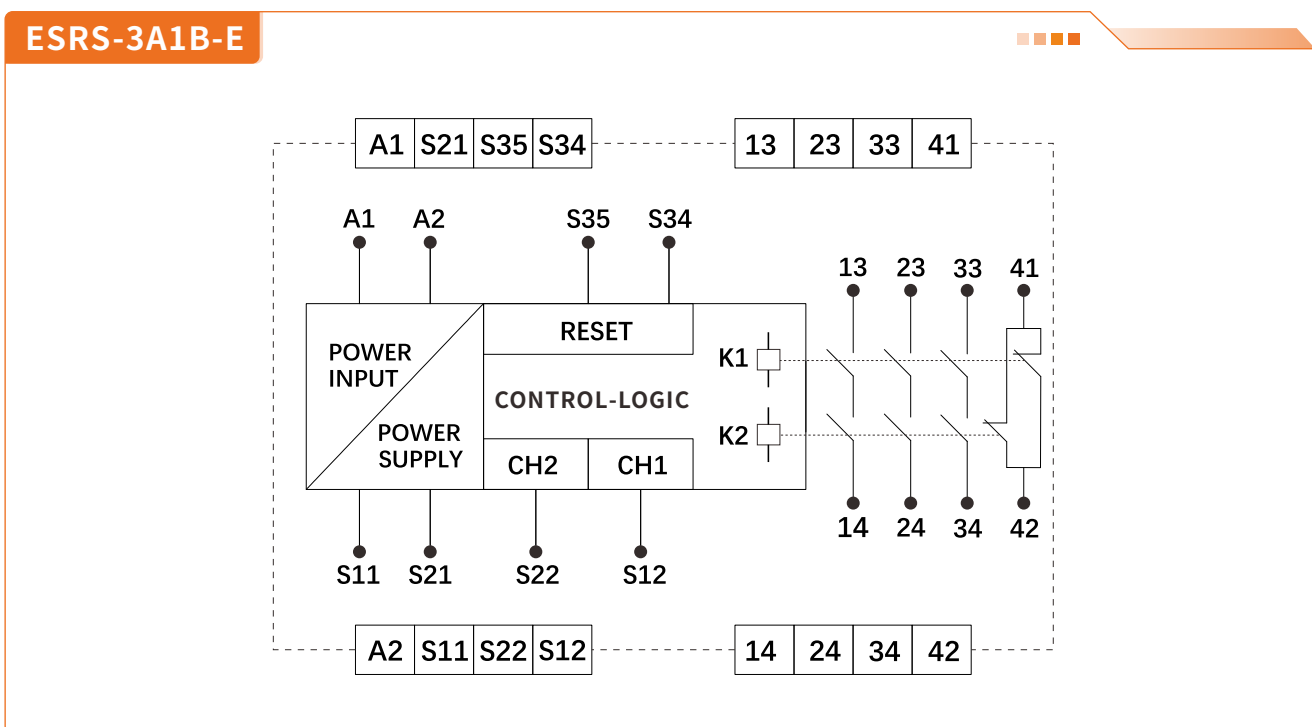 ESRS-3A1B-E
A1 S21 S35 S34 13 23 33 41
A1 A2 S35 S34
13 23 33 41
RESET
POWER
INPUT
K1
CONTROL-LOGIC
POWER
SUPPLY
K2
CH2 CH1
14 24 34 42
S11 S21 S22 S12
A2 S11 S22 S12 14 24 34 42